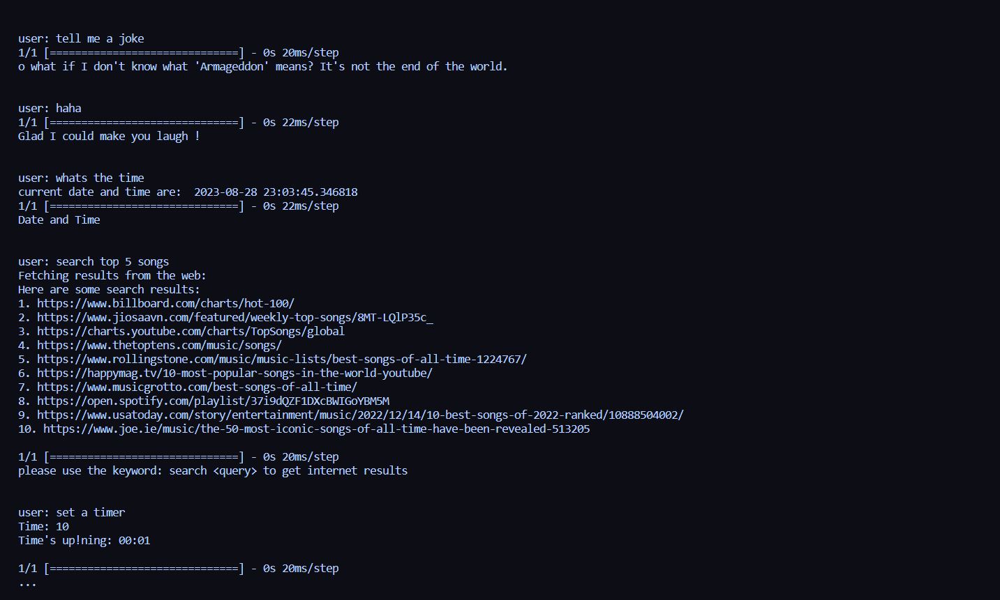 user: tell me a joke
1/1 [==============================] - 0s 20ms/step
o what if I don't know what 'Armageddon' means? It's not the end of the world.
user: haha
1/1 [==============================] - 0s 22ms/step
Glad I could make you laugh !
user: whats the time
current date and time are:  2023-08-28 23:03:45.346818
1/1 [==============================] - 0s 22ms/step
Date and Time
user: search top 5 songs
Fetching results from the web:
Here are some search results:
1. https://www.billboard.com/charts/hot-100/
2. https://www.jiosaavn.com/featured/weekly-top-songs/8MT-LQlP35c_
3. https://charts.youtube.com/charts/TopSongs/global
4. https://www.thetoptens.com/music/songs/
5. https://www.rollingstone.com/music/music-lists/best-songs-of-all-time-1224767/
6. https://happymag.tv/10-most-popular-songs-in-the-world-youtube/
7. https://www.musicgrotto.com/best-songs-of-all-time/
8. https://open.spotify.com/playlist/37i9dQZF1DXcBWIGoYBM5M
9. https://www.usatoday.com/story/entertainment/music/2022/12/14/10-best-songs-of-2022-ranked/10888504002/
10. https://www.joe.ie/music/the-50-most-iconic-songs-of-all-time-have-been-revealed-513205
1/1 [==============================] - 0s 20ms/step
please use the keyword: search <query> to get internet results
user: set a timer
Time: 10
Time's up!ning: 00:01
1/1 [==============================] - 0s 20ms/step
...